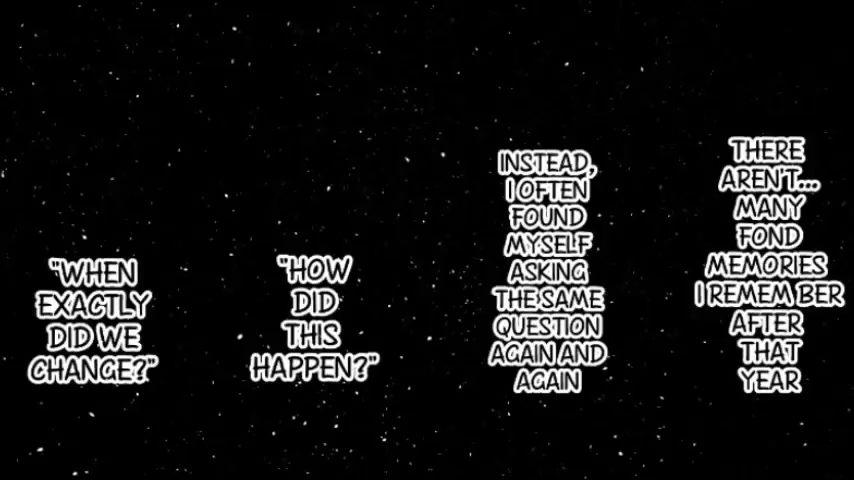 THERE
AREN'T...
MANY
FOND
MEMORIES
I REMEM BER
AFTER
THAT
YEAR
INSTEAD,
I OFTEN
FOUND
MYSELF
ASKING
THE SAME
QUESTION
AGAIN AND
AGAIN
"HOW
DID
THIS
HAPPEN?"
"WHEN
EXACTLY
DID WE
CHANGE?"